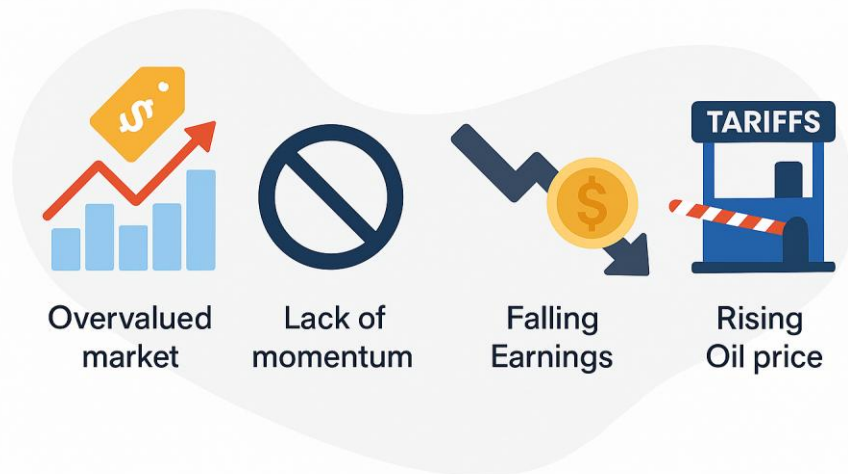 $
$
TARIFFS
Overvalued
market
Lack of
momentum
Falling
Earnings
Rising
Oil price